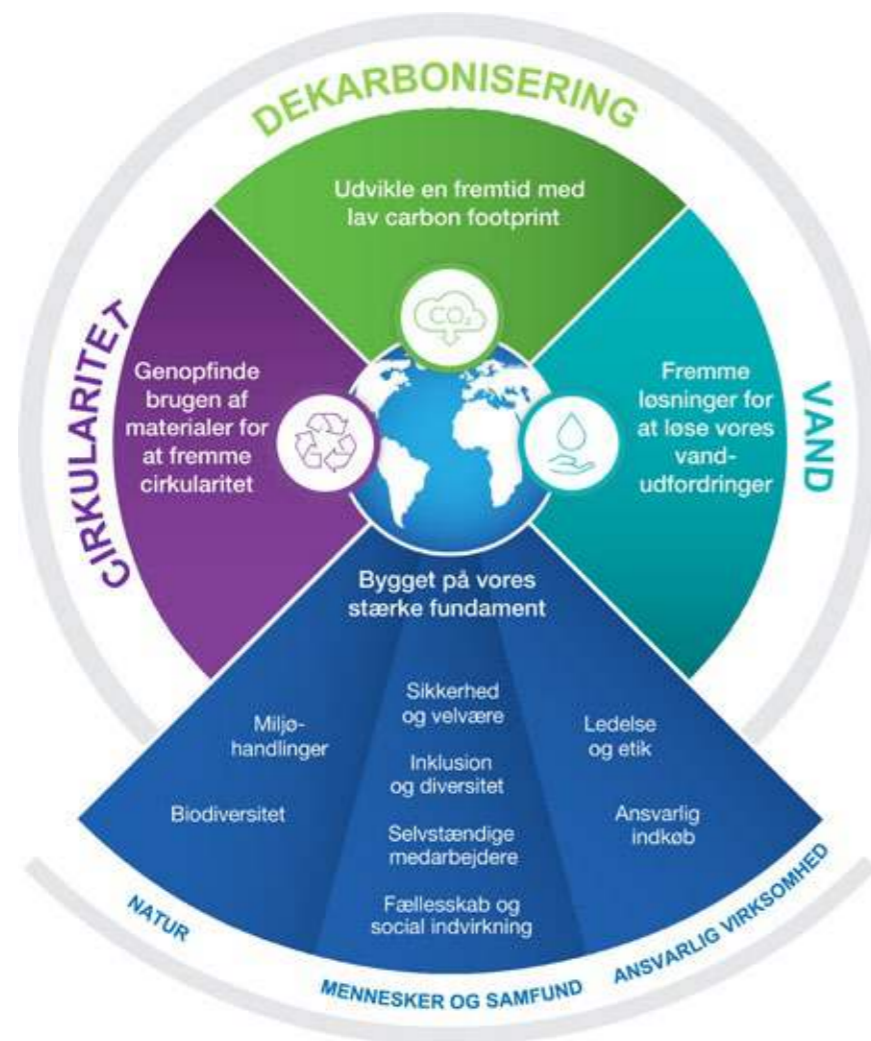 DEKARBONISERING
Udvikle en fremtid med
lav carbon footprint
CO₂
CIRKULARITET
Genopfinde
brugen af
materialer for
at fremme
cirkularitet
VAND
Fremme
løsninger for
at løse vores
vand-
udfordringer
Bygget på vores
stærke fundament
Miljø-
handlinger
Biodiversitet
NATUR
Sikkerhed
og velvære
Inklusion
og diversitet
Selvstændige
medarbejdere
Fællesskab og
social indvirkning
MENNESKER OG SAMFUND
Ledelse
og etik
Ansvarlig
indkøb
ANSVARLIG VIRKSOMHED